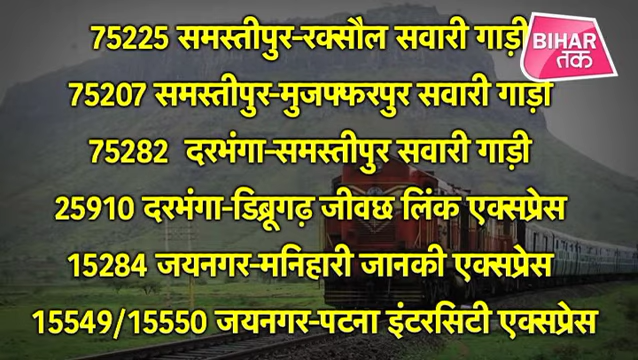 75225 समस्तीपुर-रक्सौल सवारी गाड़ी
BIHAR
तक
75207 समस्तीपुर-मुजफ्फरपुर सवारी गाड़ी
75282 दरभंगा-समस्तीपुर सवारी गाड़ी
25910 दरभंगा-डिब्रूगढ़ जीवछ लिंक एक्सप्रेस
15284 जयनगर-मनिहारी जानकी एक्सप्रेस
15549/15550 जयनगर-पटना इंटरसिटी एक्सप्रेस